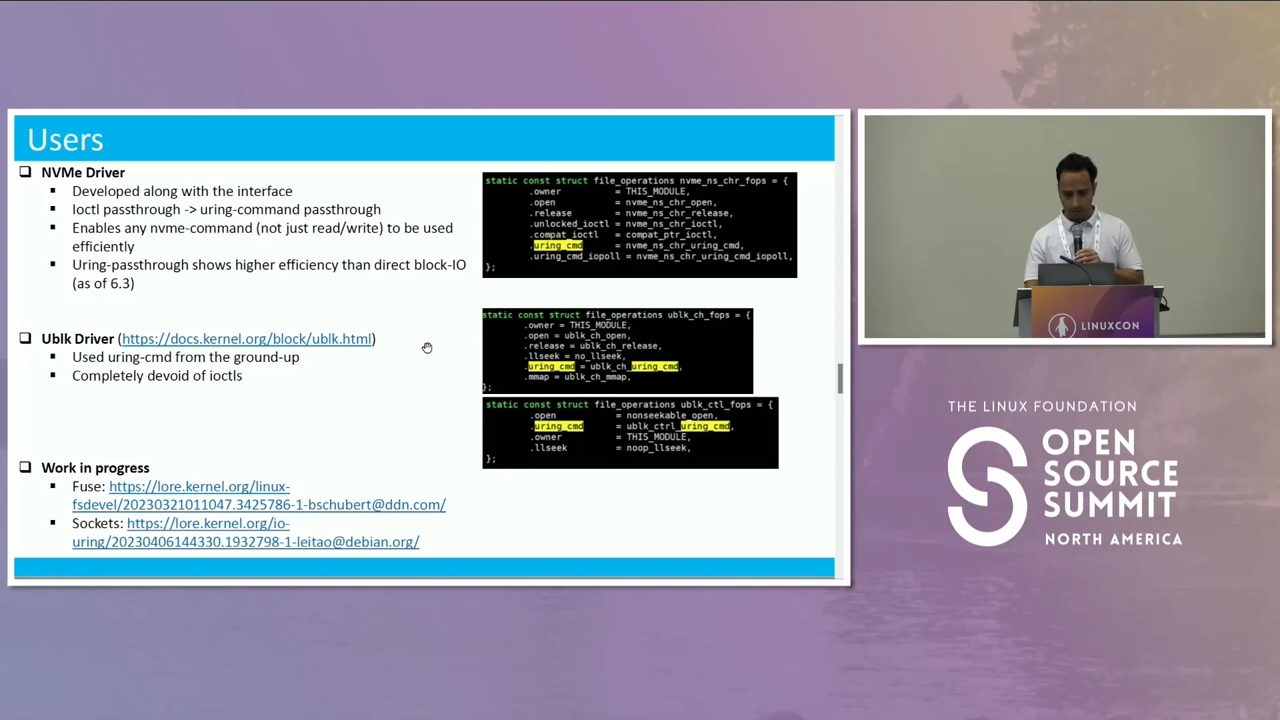 Users
NVMe Driver
Developed along with the interface
Ioctl passthrough -> uring-command passthrough
Enables any nvme-command (not just read/write) to be used
efficiently
Uring-passthrough shows higher efficiency than direct block-IO
(as of 6.3)
Ublk Driver (https://docs.kernel.org/block/ublk.html)
Used uring-cmd from the ground-up
Completely devoid of ioctls
Work in progress
Fuse: https://lore.kernel.org/linux-
fsdevel/20230321011047.3425786-1-bschubert@ddn.com/
Sockets: https://lore.kernel.org/io-
uring/20230406144330.1932798-1-leitao@debian.org/
static const struct file_operations nvme_ns_chr_fops = {
.owner = THIS_MODULE,
.open = nvme_ns_chr_open,
.release = nvme_ns_chr_release,
.unlocked_ioctl = nvme_ns_chr_ioctl,
.compat_ioctl = compat_ptr_ioctl,
.uring_cmd = nvme_ns_chr_uring_cmd,
.uring_cmd_iopoll = nvme_ns_chr_uring_cmd_iopoll,
};
static const struct file_operations ublk_ch_fops = {
.owner = THIS_MODULE,
.open = ublk_ch_open,
.release = ublk_ch_release,
.llseek = no_llseek,
.uring_cmd = ublk_ch_uring_cmd,
.mmap = ublk_ch_mmap,
};
static const struct file_operations ublk_ctl_fops = {
.open = nonseekable_open,
.uring_cmd = ublk_ctrl_uring_cmd,
.owner = THIS_MODULE,
.llseek = noop_llseek,
};
LINUXCON
THE LINUX FOUNDATION
OPEN
SOURCE
SUMMIT
NORTH AMERICA